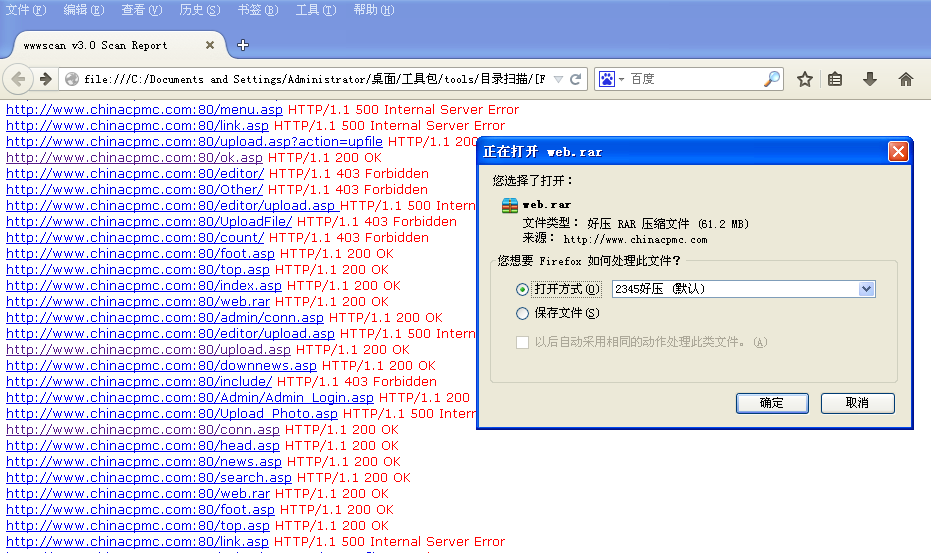 文件(F) 编辑(E) 查看(V) 历史(S) 书签(B) 工具(T) 帮助(H)
wwwscan v3.0 Scan Report × +
file:///C:/Documents and Settings/Administrator/桌面/工具包/tools/目录扫描/[F
百度
http://www.chinacpmc.com:80/menu.asp HTTP/1.1 500 Internal Server Error
http://www.chinacpmc.com:80/link.asp HTTP/1.1 500 Internal Server Error
http://www.chinacpmc.com:80/upload.asp?action=upfile HTTP/1.1 200
http://www.chinacpmc.com:80/ok.asp HTTP/1.1 200 OK
http://www.chinacpmc.com:80/editor/ HTTP/1.1 403 Forbidden
http://www.chinacpmc.com:80/Other/ HTTP/1.1 403 Forbidden
http://www.chinacpmc.com:80/editor/upload.asp HTTP/1.1 500 Intern
http://www.chinacpmc.com:80/UploadFile/ HTTP/1.1 403 Forbidden
http://www.chinacpmc.com:80/count/ HTTP/1.1 403 Forbidden
http://www.chinacpmc.com:80/foot.asp HTTP/1.1 200 OK
http://www.chinacpmc.com:80/top.asp HTTP/1.1 200 OK
http://www.chinacpmc.com:80/index.asp HTTP/1.1 200 OK
http://www.chinacpmc.com:80/web.rar HTTP/1.1 200 OK
http://www.chinacpmc.com:80/admin/conn.asp HTTP/1.1 200 OK
http://www.chinacpmc.com:80/editor/upload.asp HTTP/1.1 500 Intern
http://www.chinacpmc.com:80/upload.asp HTTP/1.1 200 OK
http://www.chinacpmc.com:80/downnews.asp HTTP/1.1 200 OK
http://www.chinacpmc.com:80/include/ HTTP/1.1 403 Forbidden
http://www.chinacpmc.com:80/Admin/Admin_Login.asp HTTP/1.1 200
http://www.chinacpmc.com:80/Upload_Photo.asp HTTP/1.1 500 Intern
http://www.chinacpmc.com:80/conn.asp HTTP/1.1 200 OK
http://www.chinacpmc.com:80/head.asp HTTP/1.1 200 OK
http://www.chinacpmc.com:80/news.asp HTTP/1.1 200 OK
http://www.chinacpmc.com:80/search.asp HTTP/1.1 200 OK
http://www.chinacpmc.com:80/web.rar HTTP/1.1 200 OK
http://www.chinacpmc.com:80/foot.asp HTTP/1.1 200 OK
http://www.chinacpmc.com:80/top.asp HTTP/1.1 200 OK
http://www.chinacpmc.com:80/link.asp HTTP/1.1 500 Internal Server Error
正在打开 web.rar
您选择了打开：
web.rar
文件类型： 好压 RAR 压缩文件 (61.2 MB)
来源： http://www.chinacpmc.com
您想要 Firefox 如何处理此文件？
打开方式(O) 2345好压 (默认)
保存文件(S)
以后自动采用相同的动作处理此类文件。(A)
确定 取消